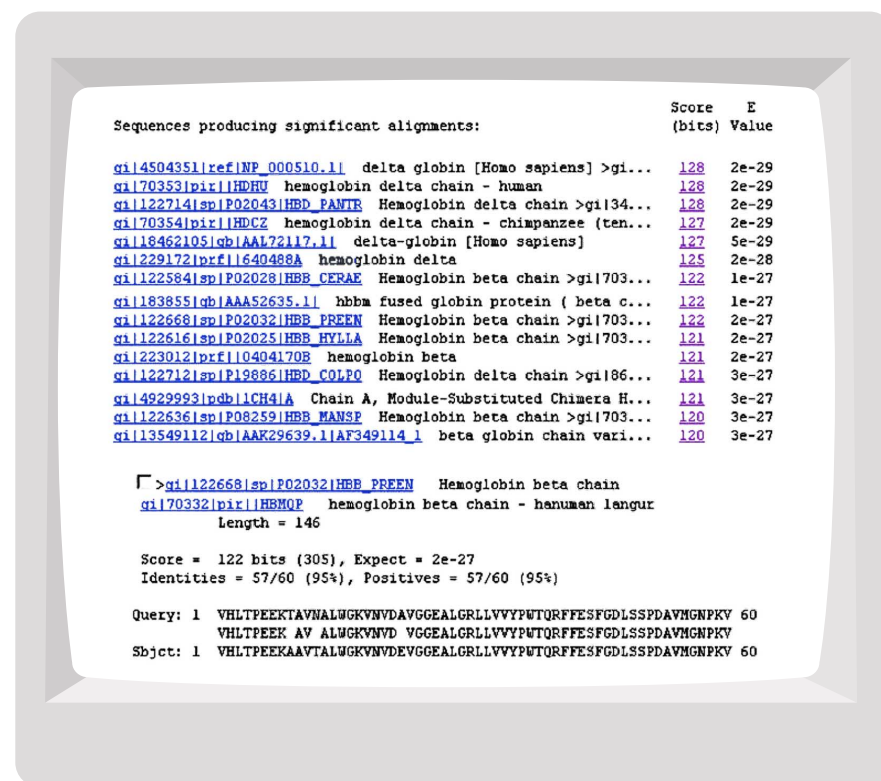 Score E
Sequences producing significant alignments: (bits) Value
gi|4504351|ref|NP_000510.1| delta globin [Homo sapiens] >gi... 128 2e-29
gi|70353|pir||HDHU hemoglobin delta chain - human 128 2e-29
gi|122714|sp|P02043|HBD_PANTR Hemoglobin delta chain >gi|34... 128 2e-29
gi|70354|pir||HDCZ hemoglobin delta chain - chimpanzee (ten... 127 2e-29
gi|18462105|gb|AAL72117.1| delta-globin [Homo sapiens] 127 5e-29
gi|229172|prf||640488A hemoglobin delta 125 2e-28
gi|122584|sp|P02028|HBB_CERAE Hemoglobin beta chain >gi|703... 122 1e-27
gi|183855|gb|AAA52635.1| hbbm fused globin protein ( beta c... 122 1e-27
gi|122668|sp|P02032|HBB_PREEN Hemoglobin beta chain >gi|703... 122 2e-27
gi|122616|sp|P02025|HBB_HYLLA Hemoglobin beta chain >gi|703... 121 2e-27
gi|223012|prf||0404170B hemoglobin beta 121 2e-27
gi|122712|sp|P19886|HBD_COLPO Hemoglobin delta chain >gi|86... 121 3e-27
gi|4929993|pdb|1CH4|A Chain A, Module-Substituted Chimera H... 121 3e-27
gi|122636|sp|P08259|HBB_MANSP Hemoglobin beta chain >gi|703... 120 3e-27
gi|13549112|gb|AAK29639.1|AF349114_1 beta globin chain vari... 120 3e-27
>gi|122668|sp|P02032|HBB_PREEN Hemoglobin beta chain
gi|70332|pir||HBMQP hemoglobin beta chain - hanuman langur
Length = 146
Score = 122 bits (305), Expect = 2e-27
Identities = 57/60 (95%), Positives = 57/60 (95%)
Query: 1 VHLTPEEKTAVNALWGKVNVDAVGGEALGRLLVVYPWTQRFFESFGDLSSPDAVMGNPKV 60
VHLTPEEK AV ALWGKVNVD VGGEALGRLLVVYPWTQRFFESFGDLSSPDAVMGNPKV
Sbjct: 1 VHLTPEEKAAVTALWGKVNVDEVGGEALGRLLVVYPWTQRFFESFGDLSSPDAVMGNPKV 60